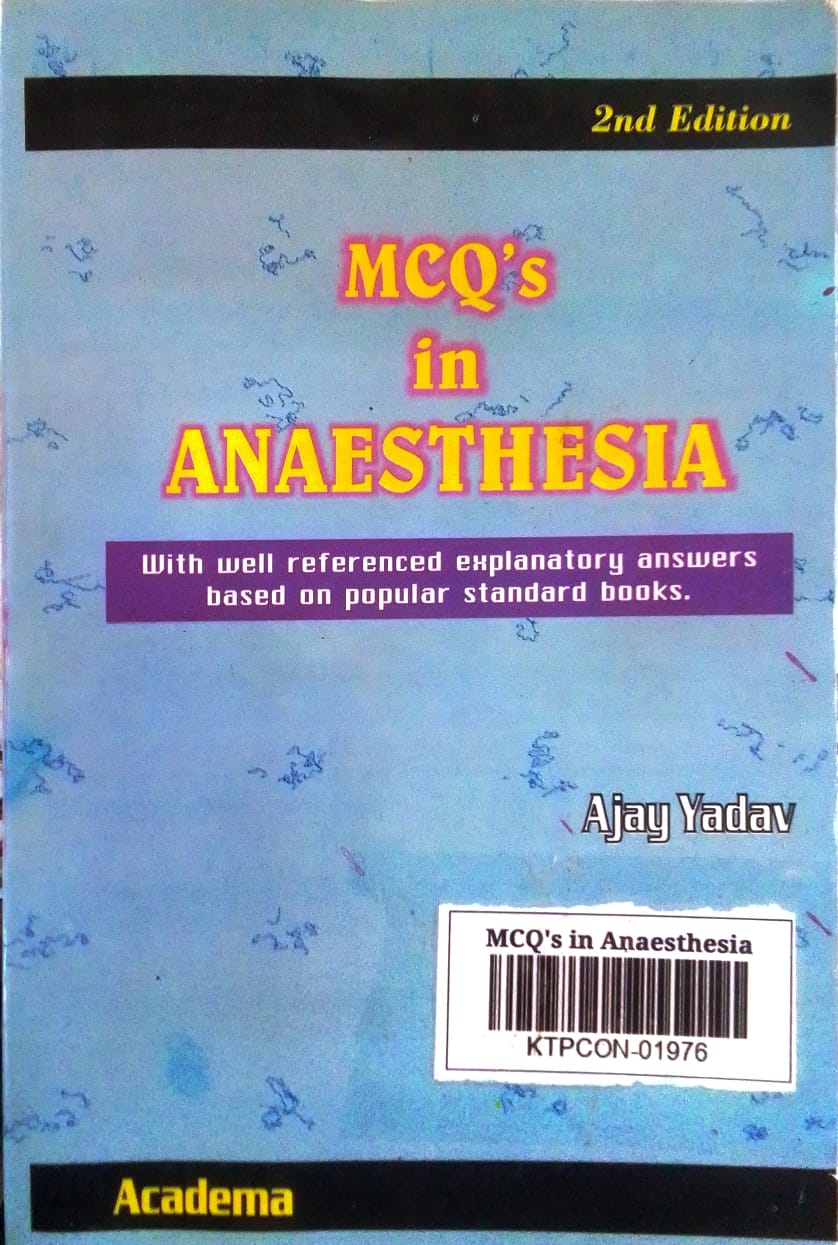 2nd Edition
MCQ's
in
ANAESTHESIA
With well referenced explanatory answers
based on popular standard books.
Ajay Yadav
MCQ's in Anaesthesia
KTPCON-01976
Academa